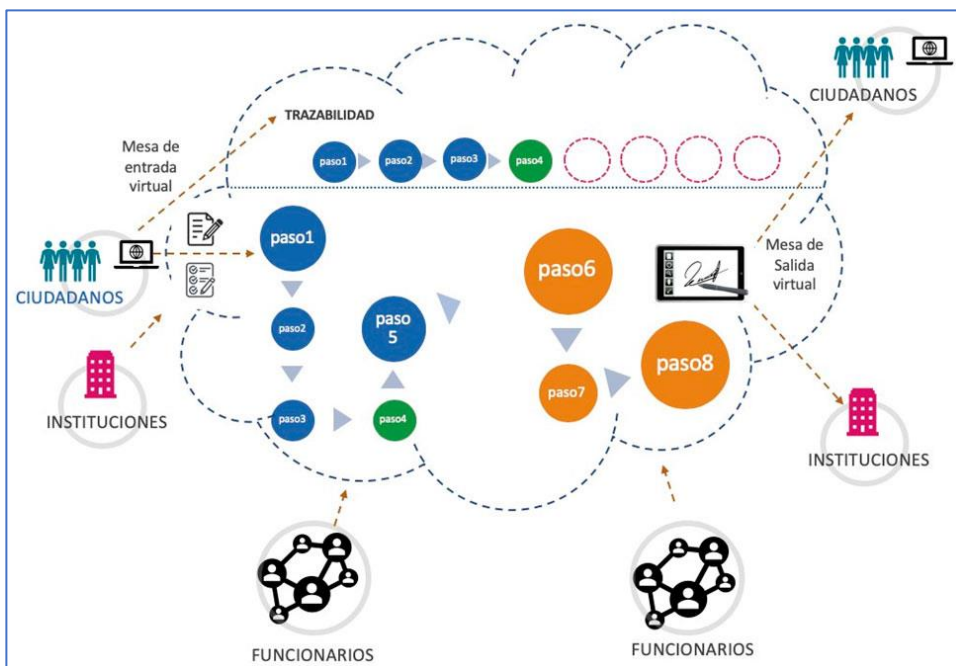 CIUDADANOS
TRAZABILIDAD
Mesa de
entrada
virtual
paso1
paso2
paso3
paso4
paso1
paso6
Mesa de
Salida
virtual
CIUDADANOS
paso2
paso
5
paso8
paso7
paso3
paso4
INSTITUCIONES
INSTITUCIONES
FUNCIONARIOS
FUNCIONARIOS